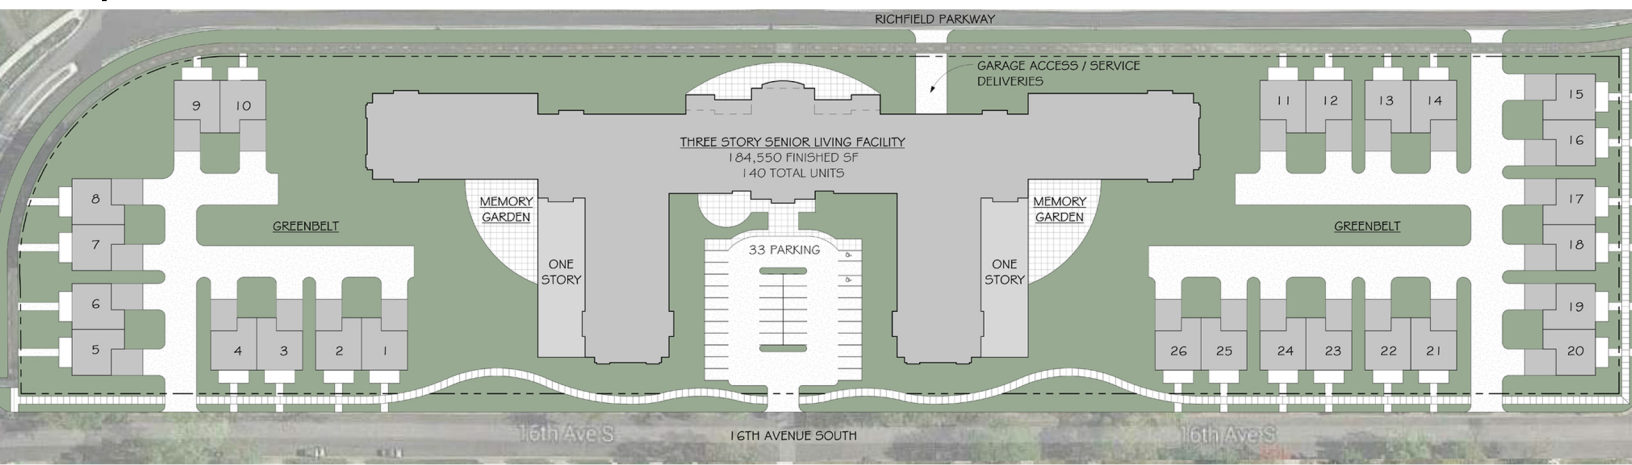 RICHFIELD PARKWAY
GARAGE ACCESS / SERVICE
DELIVERIES
9
10
11
12
13
14
15
16
THREE STORY SENIOR LIVING FACILITY
184,550 FINISHED SF
140 TOTAL UNITS
8
7
MEMORY
GARDEN
MEMORY
GARDEN
17
18
GREENBELT
GREENBELT
33 PARKING
ONE
STORY
ONE
STORY
6
5
19
20
4
3
2
1
26
25
24
23
22
21
16th Ave S
16TH AVENUE SOUTH
16th Ave S